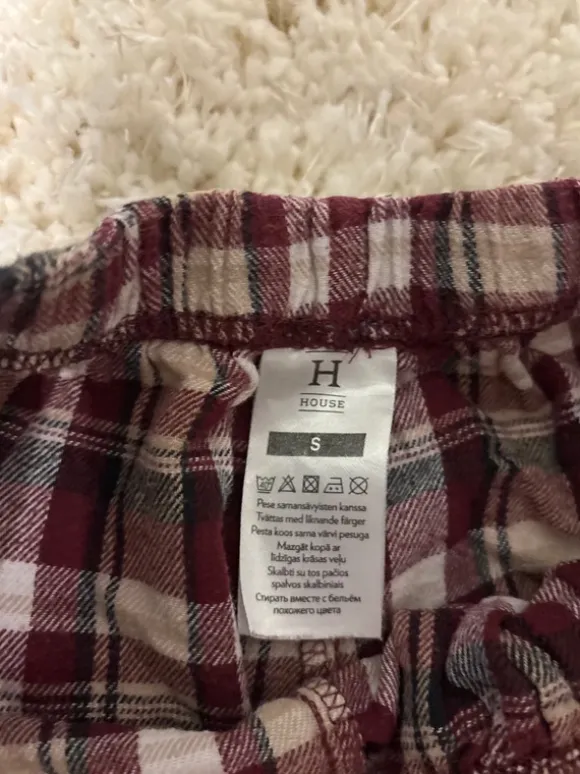 H
HOUSE
S
Pese samansävyisten kanssa
Tvättas med liknande färger
Pesta koos sama värvi pesuga
Mazgāt kopā ar
līdzīgas krāsas veļu
Skalbti su tos pačios
spalvos skalbiniais
Стирать вместе с бельём
похожего цвета